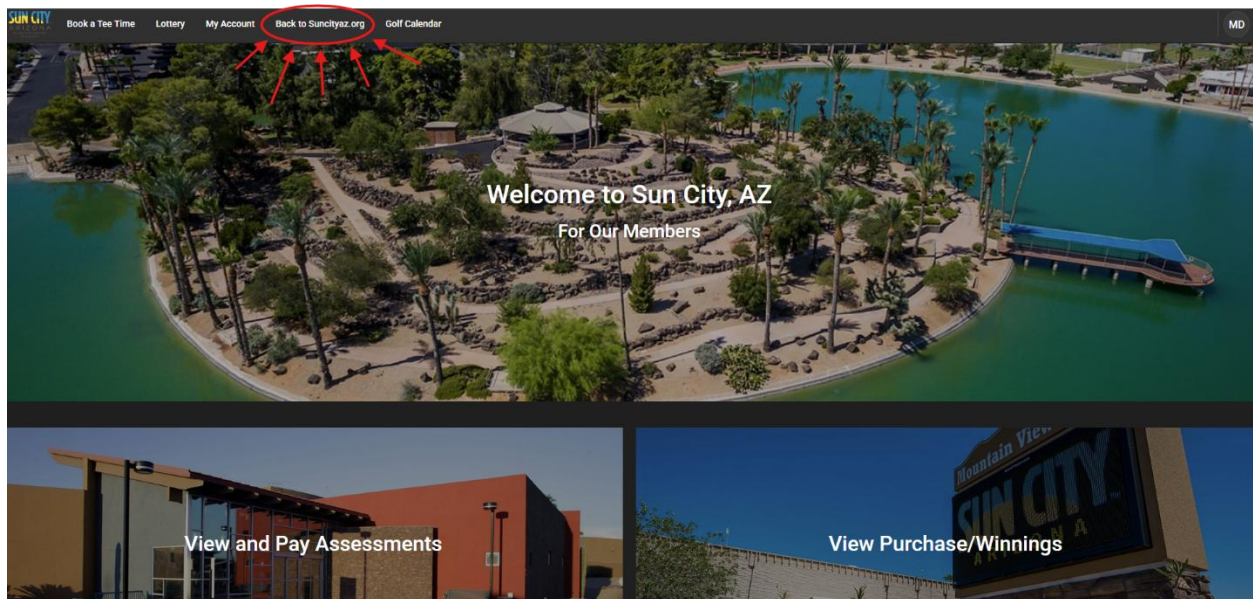 SUN CITY
ARIZONA
Book a Tee Time
Lottery
My Account
Back to Suncityaz.org
Golf Calendar
MD
Welcome to Sun City, AZ
For Our Members
View and Pay Assessments
Mountain View
SUN CITY
ARIZONA
View Purchase/Winnings